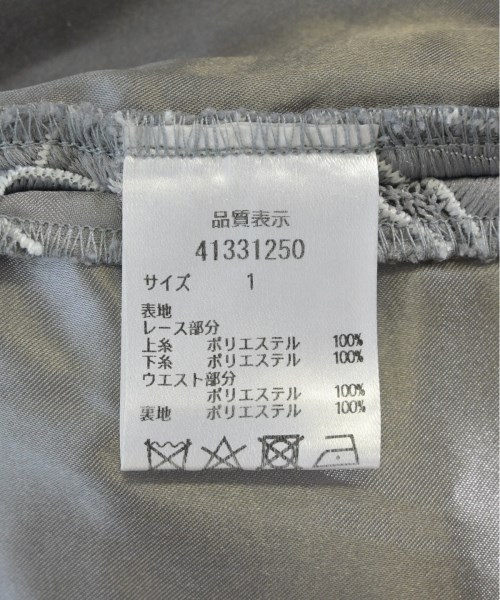 品質表示
41331250
サイズ 1
表地
レース部分
上糸 ポリエステル 100%
下糸 ポリエステル 100%
ウエスト部分
ポリエステル 100%
裏地 ポリエステル 100%